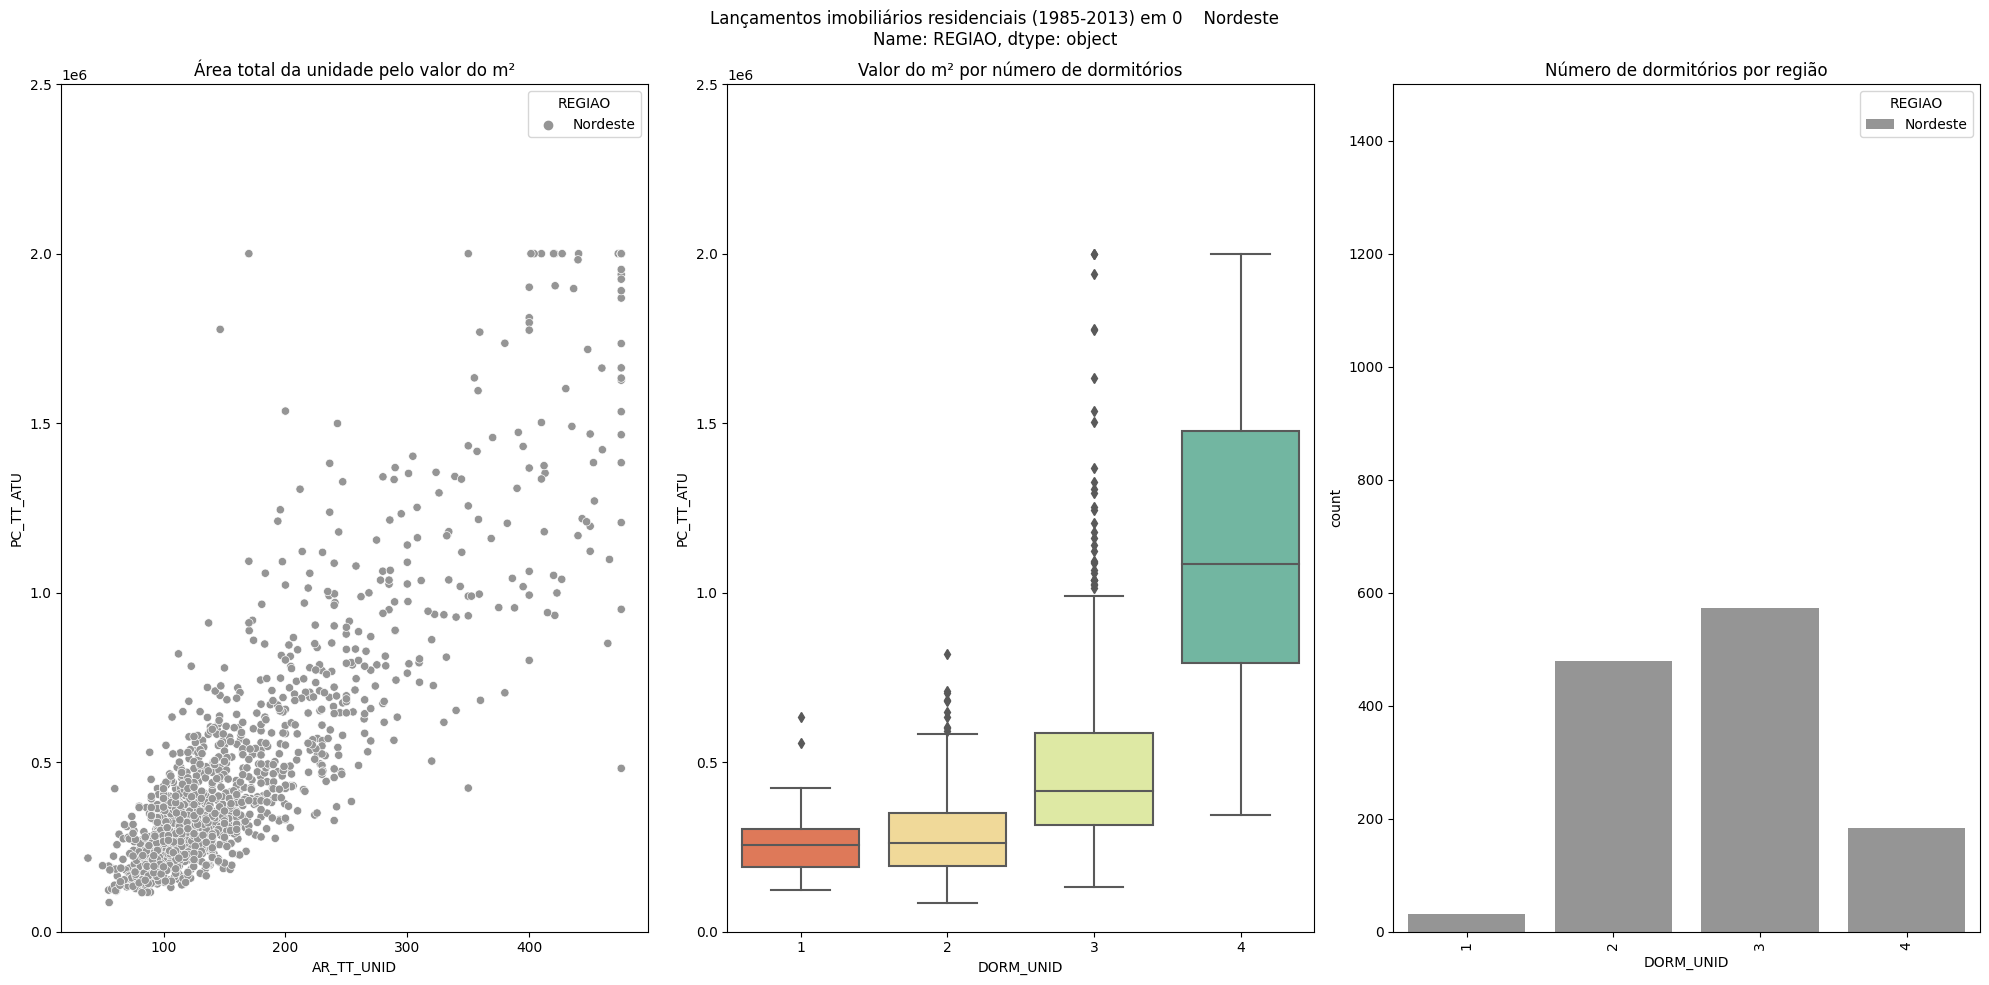 Lançamentos imobiliários residenciais (1985-2013) em 0    Nordeste
Name: REGIAO, dtype: object
Área total da unidade pelo valor do m²
1e6
2.5
2.0
1.5
1.0
0.5
0.0
PC_TT_ATU
REGIAO
Nordeste
100 200 300 400
AR_TT_UNID
Valor do m² por número de dormitórios
1e6
2.5
2.0
1.5
1.0
0.5
0.0
PC_TT_ATU
1 2 3 4
DORM_UNID
Número de dormitórios por região
REGIAO
Nordeste
1400
1200
1000
800
600
400
200
0
count
1 2 3 4
DORM_UNID